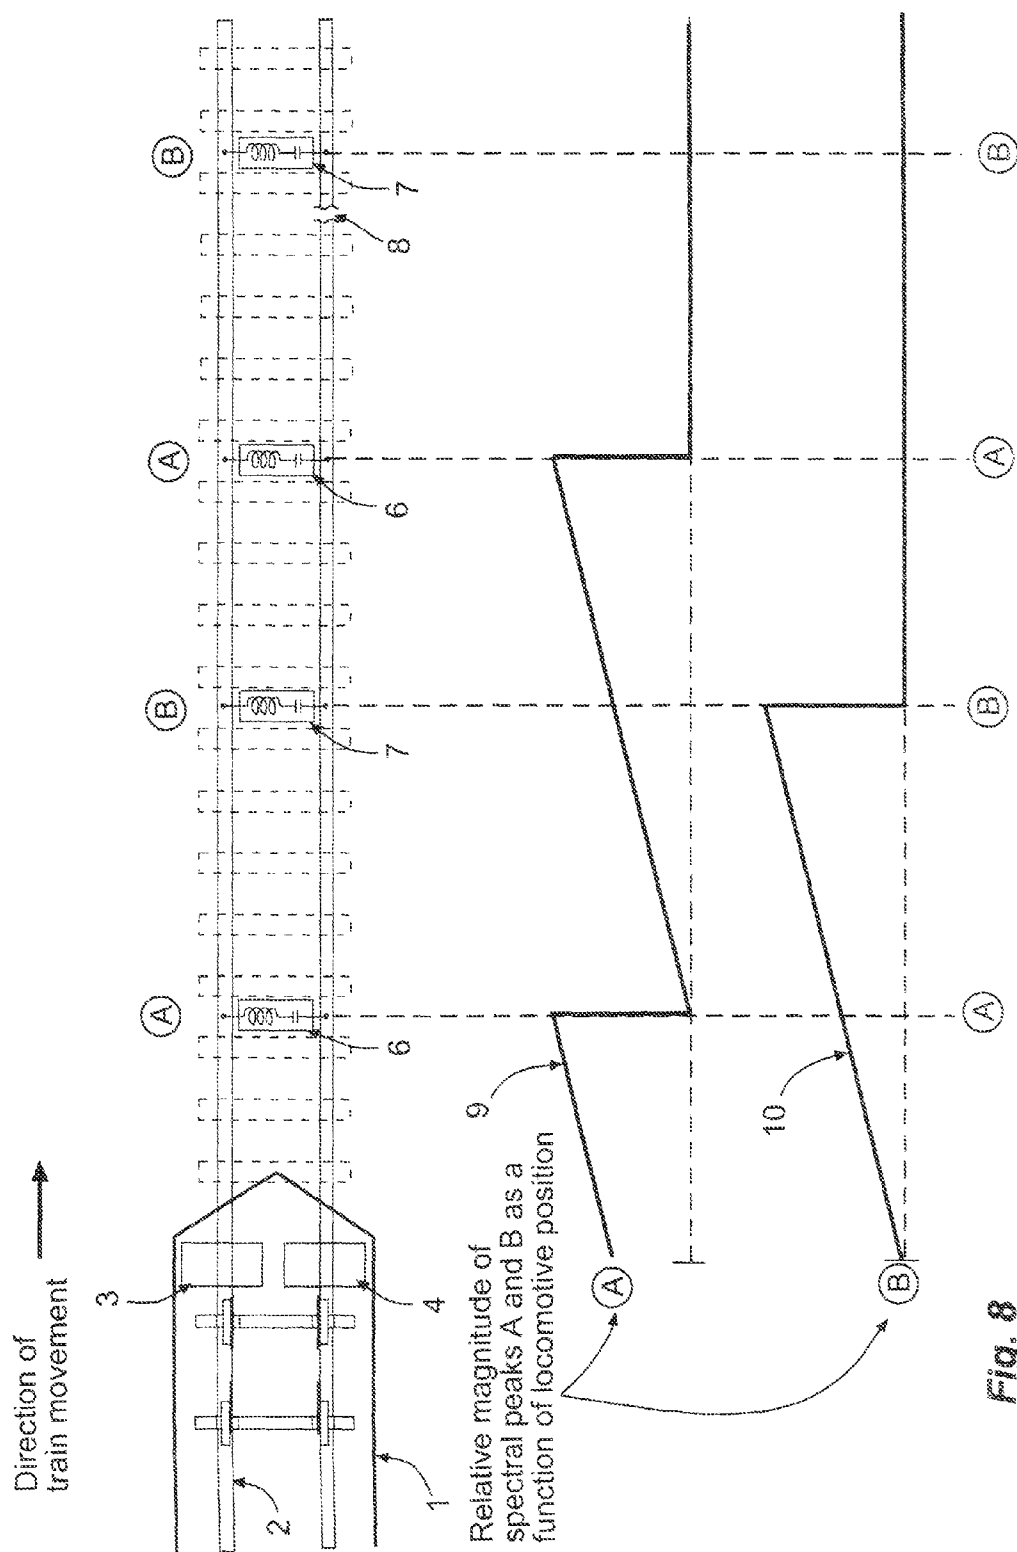 Direction of
train movement
A
B
A
B
3
4
2
1
6
7
6
8
7
Relative magnitude of
spectral peaks A and B as a
function of locomotive position
9
A
10
B
A
B
A
B
Fig. 8